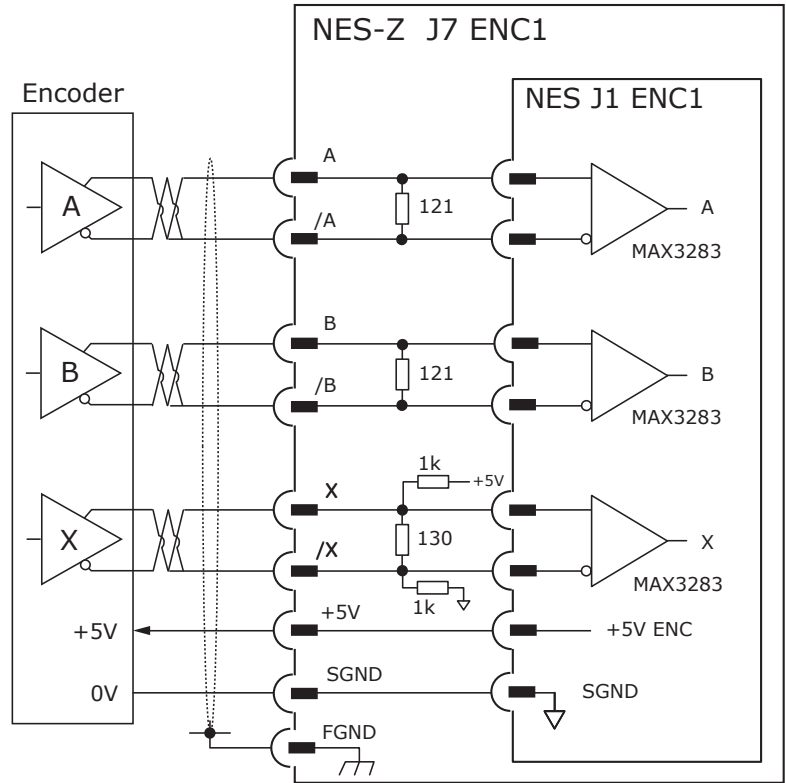 NES-Z J7 ENC1
Encoder
NES J1 ENC1
A
A
/A
121
A
MAX3283
B
B
/B
121
B
MAX3283
1k
+5V
X
X
/X
130
1k
X
MAX3283
+5V
+5V
+5V ENC
0V
SGND
SGND
FGND